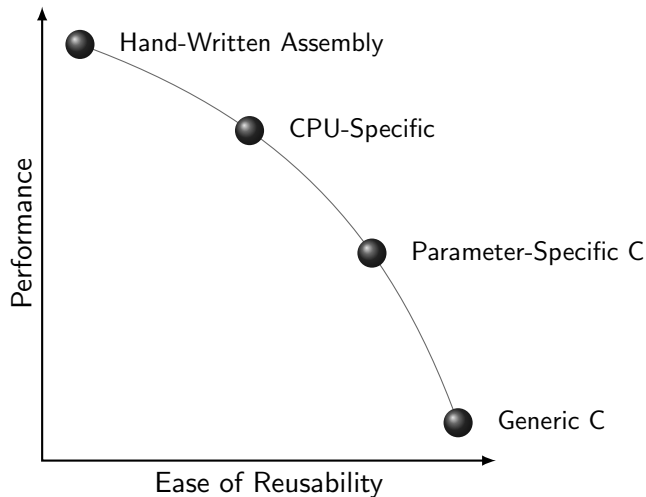 Hand-Written Assembly
CPU-Specific
Performance
Parameter-Specific C
Generic C
Ease of Reusability